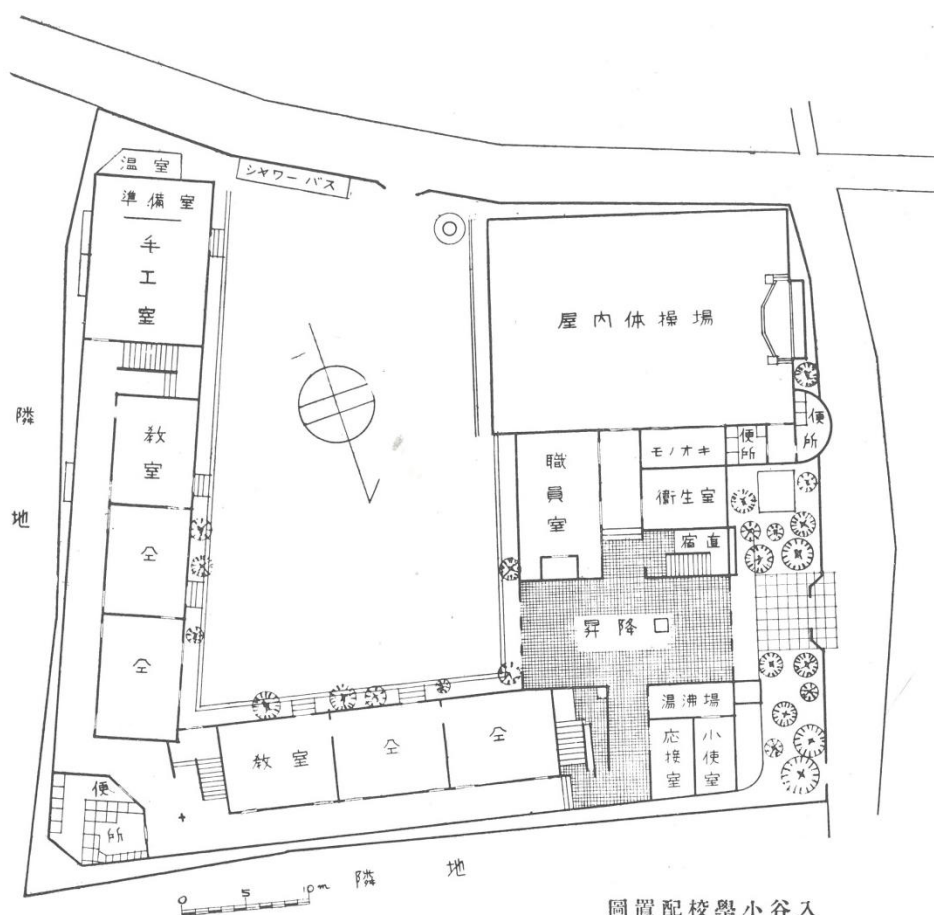 温室
シャワーバス
準備室
手工室
屋内体操場
教室
仝
仝
職員室
モノオキ
便所
便所
衛生室
宿直
昇降口
湯沸場
応接室
小使室
教室
仝
仝
便所
隣地
隣地
0 5 10m
圖置配校學小谷入